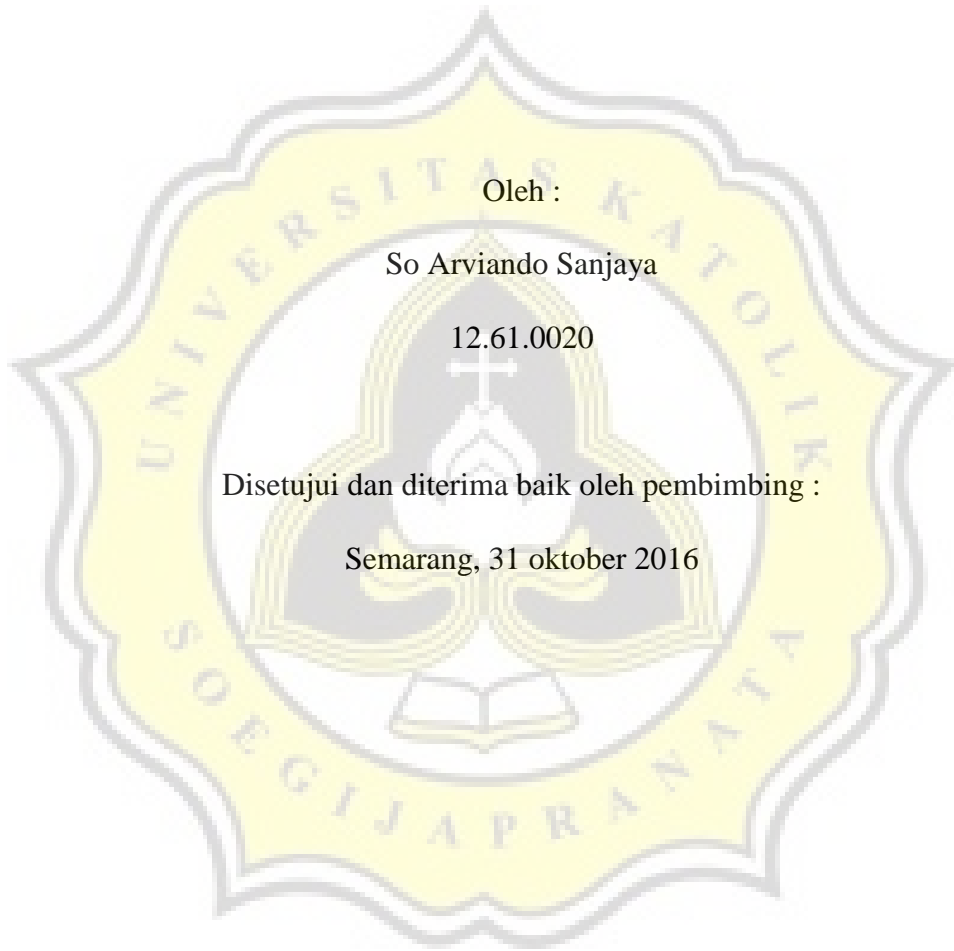 Oleh :
So Arviando Sanjaya
12.61.0020
Disetujui dan diterima baik oleh pembimbing :
Semarang, 31 oktober 2016
UNIVERSITAS KATOLIK
SOEGIJAPRANATA